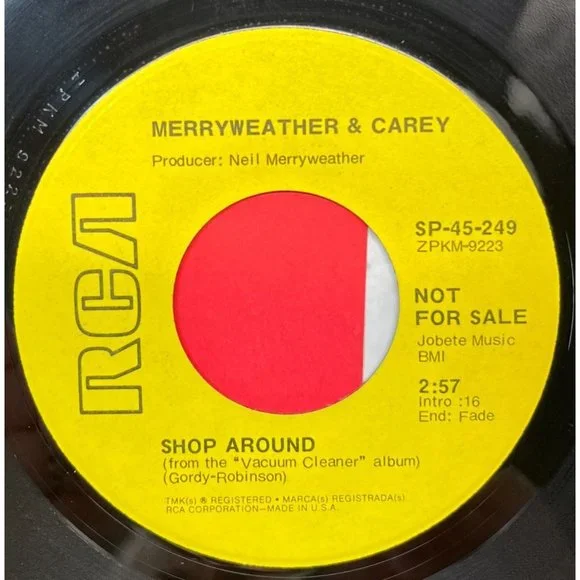 MERRYWEATHER & CAREY
Producer: Neil Merryweather
RCA
SP-45-249
ZPKM-9223
NOT
FOR SALE
Jobete Music
BMI
2:57
Intro :16
End: Fade
SHOP AROUND
(from the "Vacuum Cleaner" album)
(Gordy-Robinson)
TMK(s) ® REGISTERED • MARCA(s) REGISTRADA(s)
RCA CORPORATION—MADE IN U.S.A.
ZPKM 922